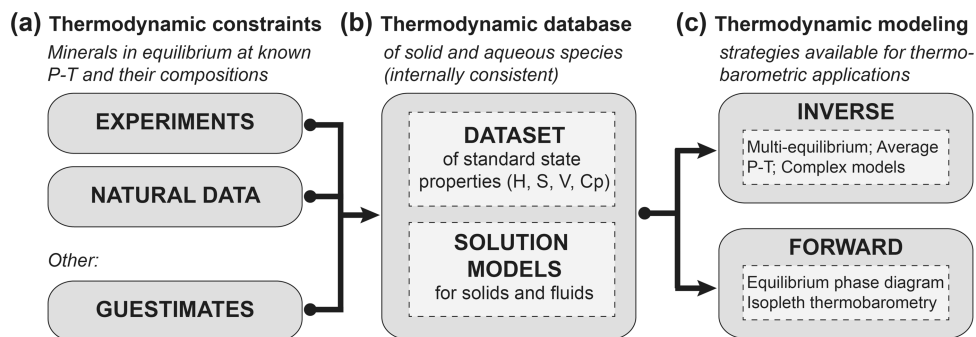 (a) Thermodynamic constraints
Minerals in equilibrium at known
P-T and their compositions
EXPERIMENTS
NATURAL DATA
Other:
GUESTIMATES
(b) Thermodynamic database
of solid and aqueous species
(internally consistent)
DATASET
of standard state
properties (H, S, V, Cp)
SOLUTION
MODELS
for solids and fluids
(c) Thermodynamic modeling
strategies available for thermo-
barometric applications
INVERSE
Multi-equilibrium; Average
P-T; Complex models
FORWARD
Equilibrium phase diagram
Isopleth thermobarometry